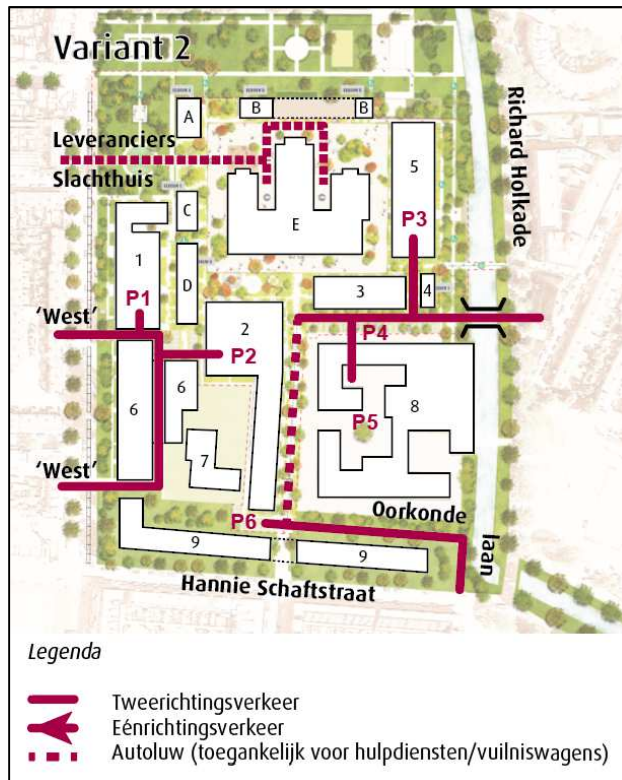 Variant 2
A
B
B
Leveranciers
Slachthuis
Richard Holkade
5
C
E
P3
1
D
3
4
P1
'West'
2
P4
P2
6
6
8
P5
7
'West'
Oorkonde
laan
P6
9
9
Hannie Schaftstraat
Legenda
Tweerichtingsverkeer
Eénrichtingsverkeer
Autoluw (toegankelijk voor hulpdiensten/vuilniswagens)